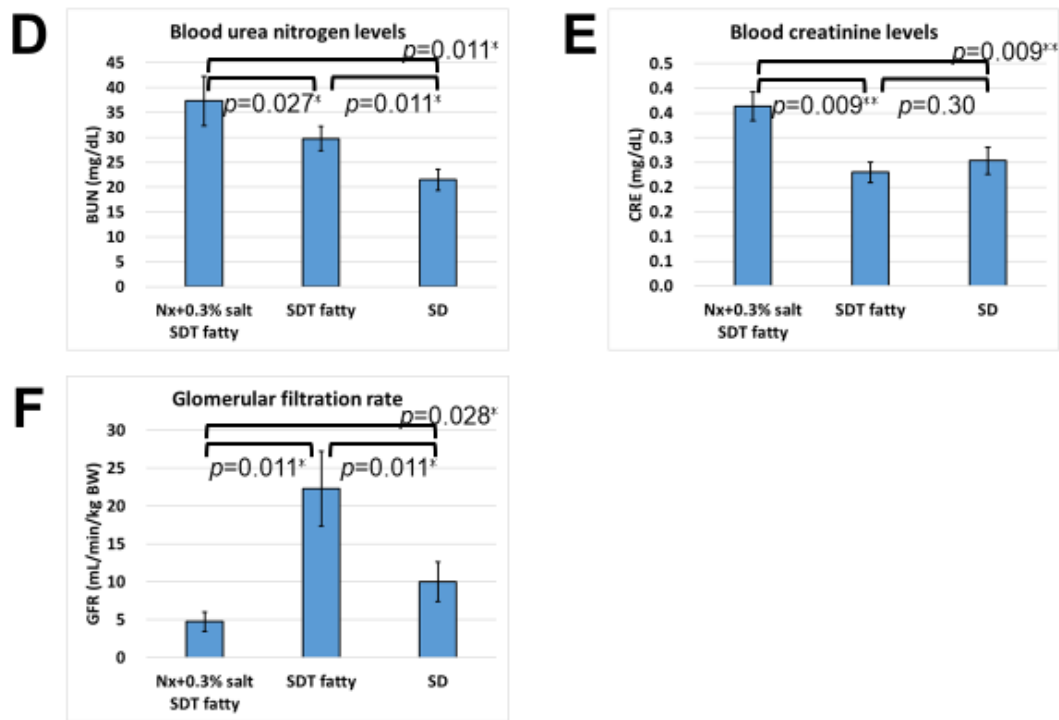 D
Blood urea nitrogen levels
p=0.011*
p=0.027*
p=0.011*
45
40
35
30
25
20
15
10
5
0
BUN (mg/dL)
Nx+0.3% salt
SDT fatty
SDT fatty
SD
E
Blood creatinine levels
p=0.009**
p=0.009**
p=0.30
0.5
0.4
0.4
0.3
0.3
0.2
0.2
0.1
0.1
0.0
CRE (mg/dL)
Nx+0.3% salt
SDT fatty
SDT fatty
SD
F
Glomerular filtration rate
p=0.028*
p=0.011*
p=0.011*
30
25
20
15
10
5
0
GFR (mL/min/kg BW)
Nx+0.3% salt
SDT fatty
SDT fatty
SD